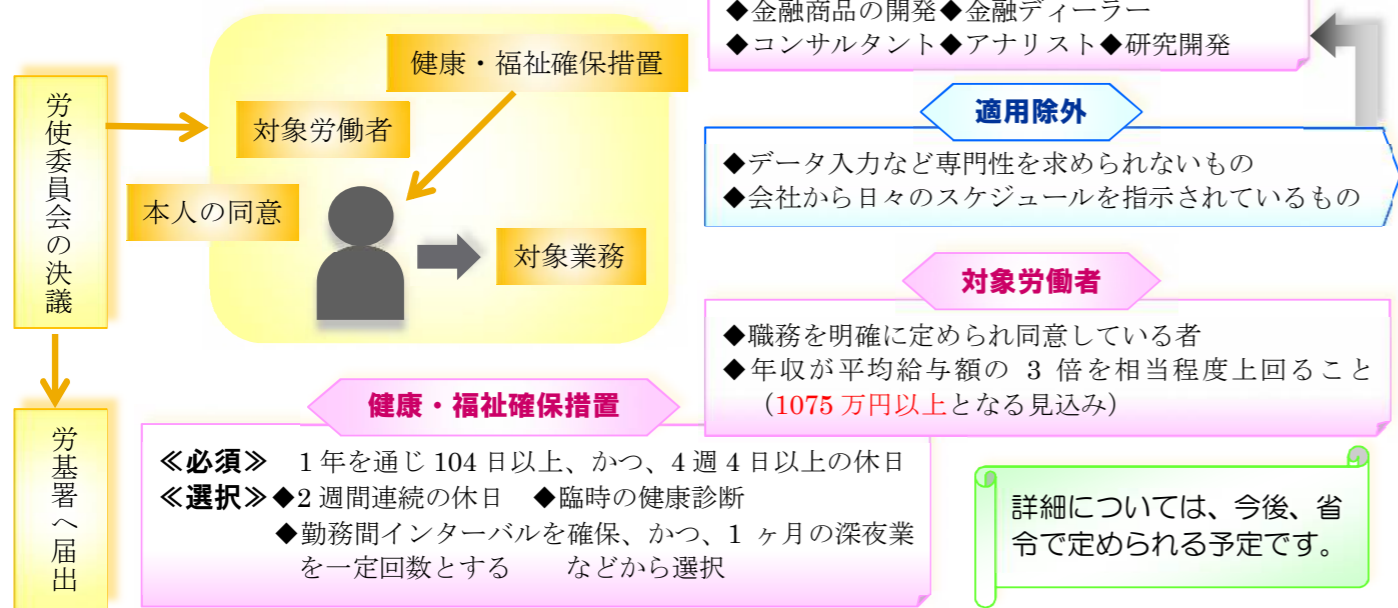 労使委員会の決議
労基署へ届出
健康・福祉確保措置
対象労働者
本人の同意
対象業務
◆金融商品の開発◆金融ディーラー
◆コンサルタント◆アナリスト◆研究開発
適用除外
◆データ入力など専門性を求められないもの
◆会社から日々のスケジュールを指示されているもの
対象労働者
◆職務を明確に定められ同意している者
◆年収が平均給与額の 3 倍を相当程度上回ること
(1075 万円以上となる見込み)
健康・福祉確保措置
≪必須≫ 1 年を通じ 104 日以上、かつ、4 週 4 日以上の休日
≪選択≫◆2 週間連続の休日 ◆臨時の健康診断
◆勤務間インターバルを確保、かつ、1 ヶ月の深夜業
を一定回数とする などから選択
詳細については、今後、省
令で定められる予定です。